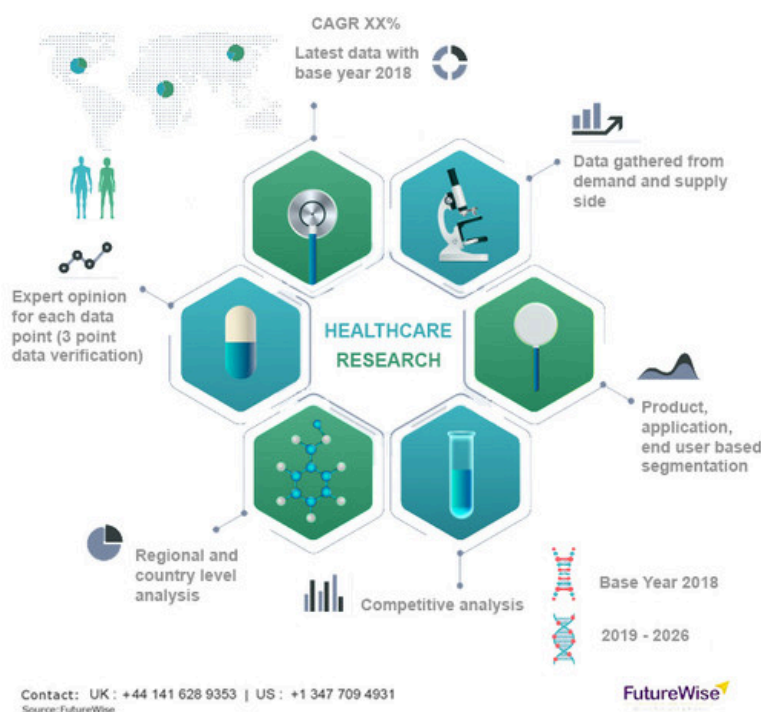 CAGR XX%
Latest data with
base year 2018
Data gathered from
demand and supply
side
Expert opinion
for each data
point (3 point
data verification)
HEALTHCARE
RESEARCH
Product,
application,
end user based
segmentation
Regional and
country level
analysis
Competitive analysis
Base Year 2018
2019 - 2026
Contact: UK : +44 141 628 9353 | US : +1 347 709 4931
Source:FutureWise
FutureWise